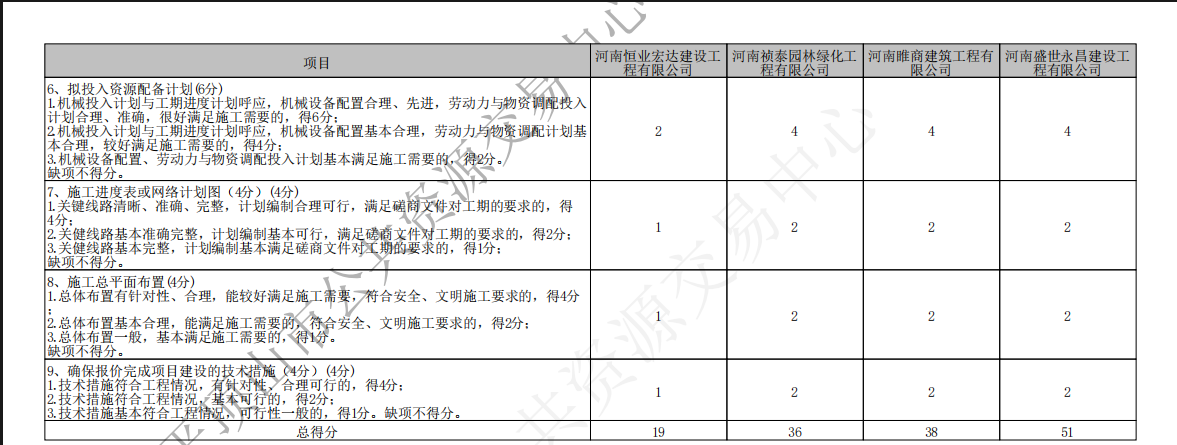 项目 河南恒业宏达建设工程有限公司 河南祯泰园林绿化工程有限公司 河南睢商建筑工程有限公司 河南盛世永昌建设工程有限公司
6、拟投入资源配备计划(6分)
1.机械投入计划与工期进度计划呼应，机械设备配置合理、先进，劳动力与物资调配投入
计划合理、准确，很好满足施工需要的，得6分；
2.机械投入计划与工期进度计划呼应，机械设备配置基本合理，劳动力与物资调配计划基
本合理，较好满足施工需要的，得4分；
3.机械设备配置、劳动力与物资调配投入计划基本满足施工需要的，得2分。
缺项不得分。
2 4 4 4
7、施工进度表或网络计划图（4分）(4分)
1.关键线路清晰、准确、完整，计划编制合理可行，满足磋商文件对工期的要求的，得
4分；
2.关健线路基本准确完整，计划编制基本可行，满足磋商文件对工期的要求的，得2分；
3.关健线路基本完整，计划编制基本满足磋商文件对工期的要求的，得1分；
缺项不得分。
1 2 2 2
8、施工总平面布置(4分)
1.总体布置有针对性、合理，能较好满足施工需要，符合安全、文明施工要求的，得4分
；
2.总体布置基本合理，能满足施工需要的，符合安全、文明施工要求的，得2分；
3.总体布置一般，基本满足施工需要的，得1分。
缺项不得分。
1 2 2 2
9、确保报价完成项目建设的技术措施（4分）(4分)
1.技术措施符合工程情况，有针对性、合理可行的，得4分；
2.技术措施符合工程情况，基本可行的，得2分；
3.技术措施基本符合工程情况，可行性一般的，得1分。缺项不得分。
1 2 2 2
总得分 19 36 38 51
平顶山市公共资源交易中心
共资源交易中心